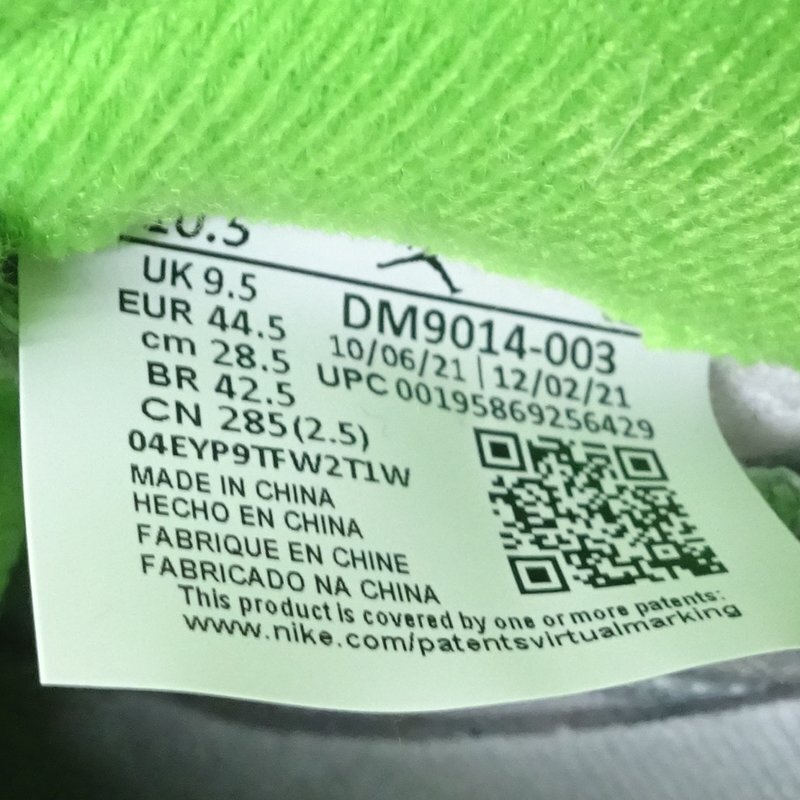 10.5
UK 9.5
EUR 44.5
cm 28.5
BR 42.5
CN 285(2.5)
DM9014-003
10/06/21 | 12/02/21
UPC 00195869256429
04EYP9TFW2T1W
MADE IN CHINA
HECHO EN CHINA
FABRIQUE EN CHINE
FABRICADO NA CHINA
This product is covered by one or more patents:
www.nike.com/patentsvirtualmarking